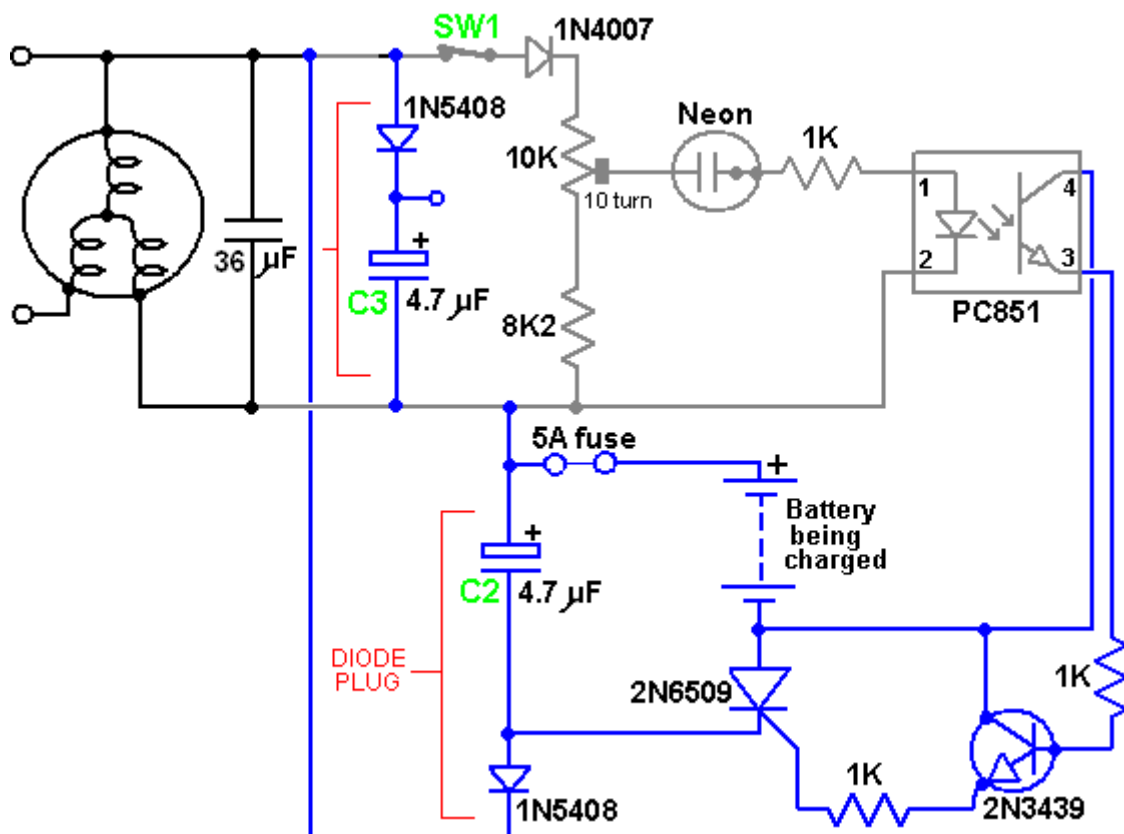 SW1
1N4007
1N5408
Neon
1K
10K
10 turn
1
4
36 µF
+
2
3
C3
4.7 µF
8K2
PC851
5A fuse
+
Battery
being
charged
+
C2
4.7 µF
DIODE
PLUG
2N6509
1K
1K
1N5408
2N3439